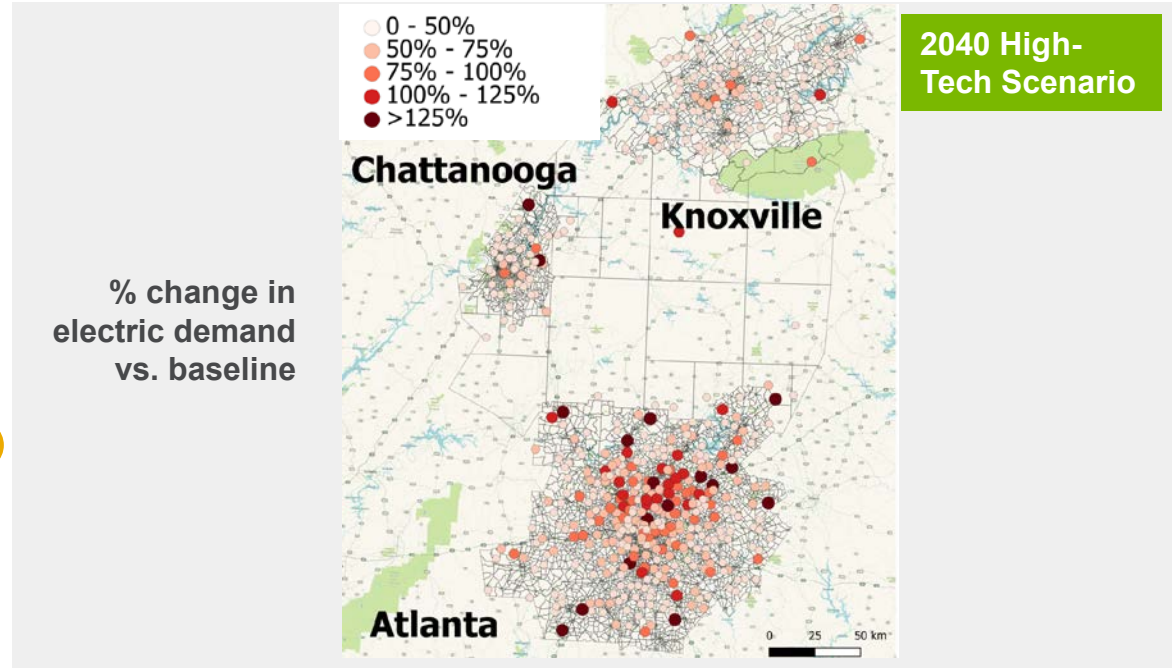 0 - 50%
50% - 75%
75% - 100%
100% - 125%
>125%
2040 High-
Tech Scenario
Chattanooga
Knoxville
% change in
electric demand
vs. baseline
Atlanta
0 25 50 km